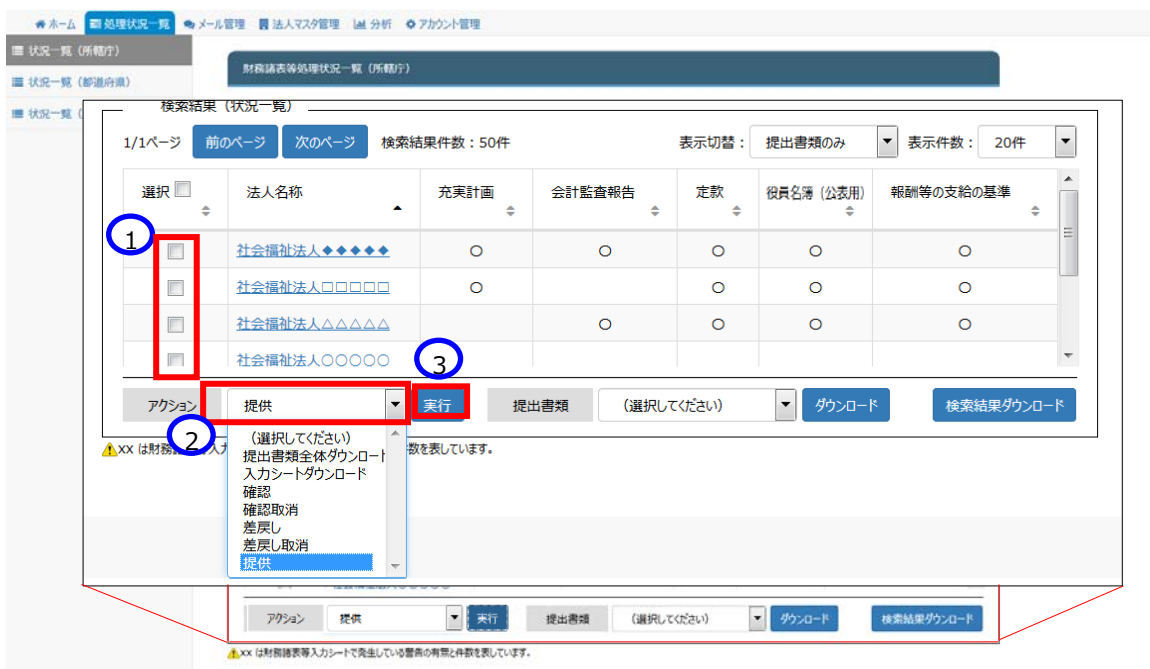 ホーム 処理状況一覧 メール管理 法人マスタ管理 分析 アカウント管理
状況一覧（所轄庁）
財務諸表等処理状況一覧（所轄庁）
状況一覧（都道府県）
状況一覧（
検索結果（状況一覧）
1/1ページ 前のページ 次のページ 検索結果件数：50件 表示切替： 提出書類のみ 表示件数： 20件
選択 法人名称 充実計画 会計監査報告 定款 役員名簿（公表用） 報酬等の支給の基準
1
社会福祉法人◆◆◆◆◆ ○ ○ ○ ○ ○
社会福祉法人□□□□□ ○ ○ ○ ○
社会福祉法人△△△△△ ○ ○ ○ ○
社会福祉法人○○○○○
3
アクション 提供 実行 提出書類 （選択してください） ダウンロード 検索結果ダウンロード
2
xx は財務 入力 数を表しています。
（選択してください）
提出書類全体ダウンロード
入力シートダウンロード
確認
確認取消
差戻し
差戻し取消
提供
アクション 提供 実行 提出書類 （選択してください） ダウンロード 検索結果ダウンロード
xx は財務諸表等入力シートで発生している警告の有無と件数を表しています。